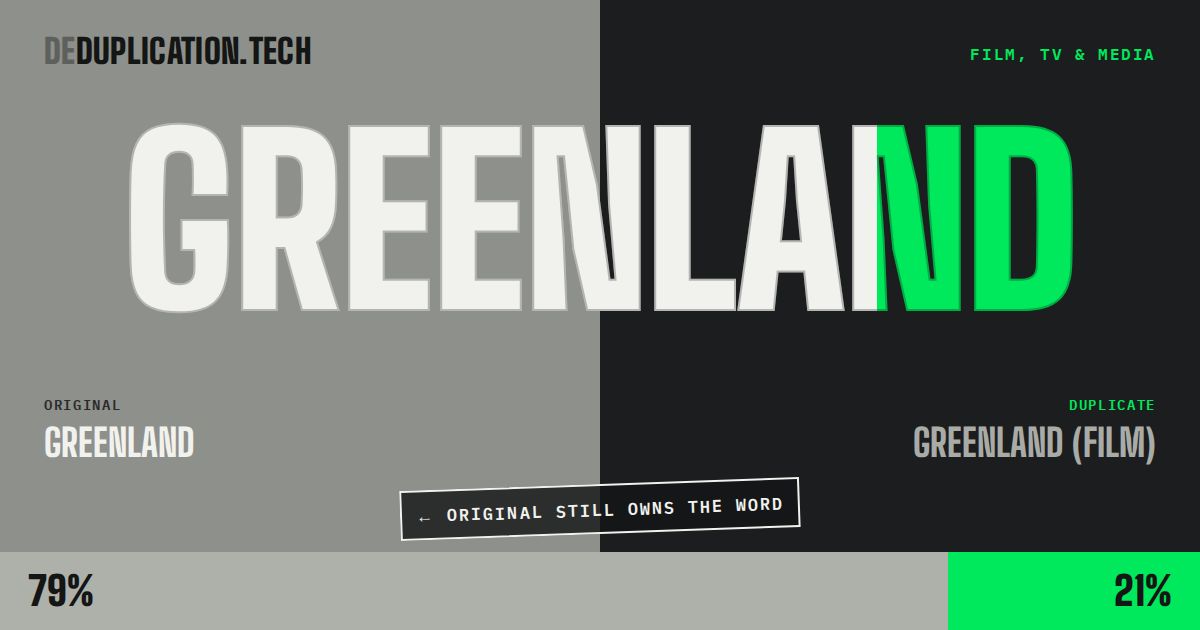 DEDUPLICATION.TECH
FILM, TV & MEDIA
GREENLAND
ORIGINAL
GREENLAND
DUPLICATE
GREENLAND (FILM)
← ORIGINAL STILL OWNS THE WORD
79%
21%